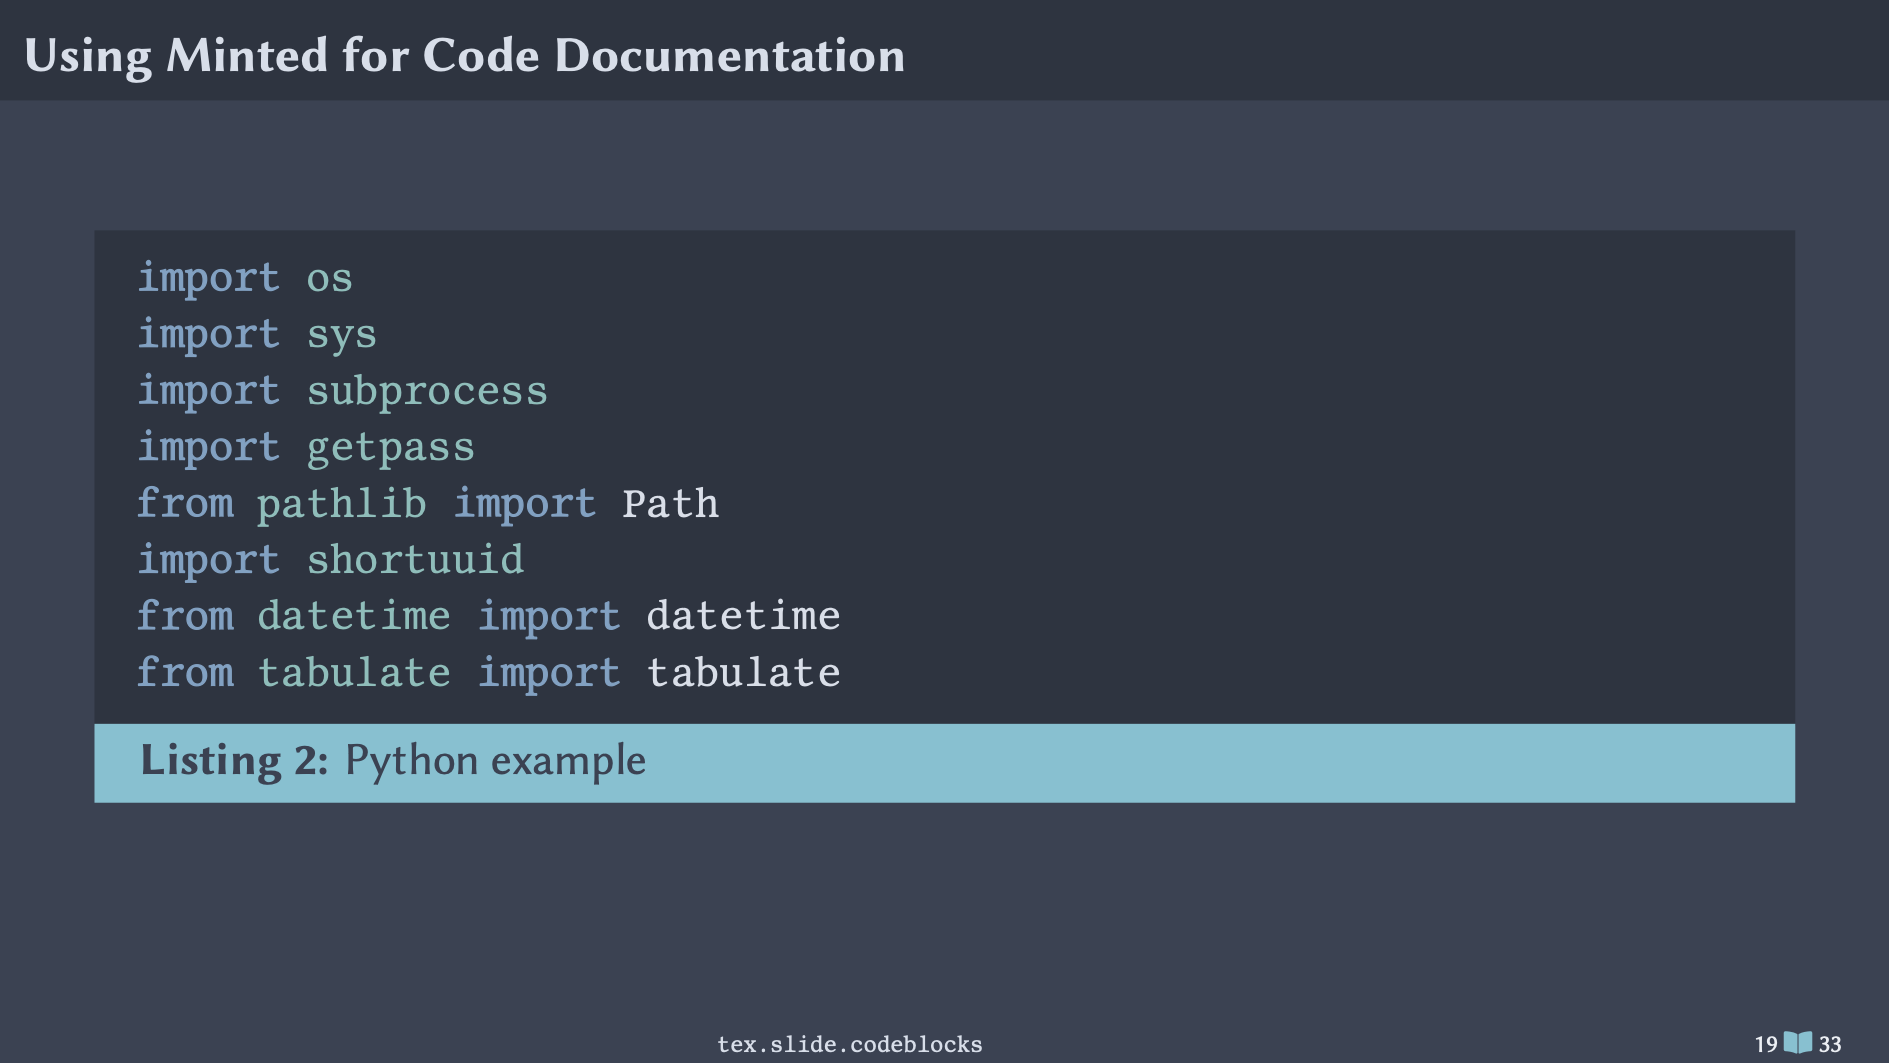 Using Minted for Code Documentation
import os
import sys
import subprocess
import getpass
from pathlib import Path
import shortuuid
from datetime import datetime
from tabulate import tabulate
Listing 2: Python example
tex.slide.codeblocks
19 33